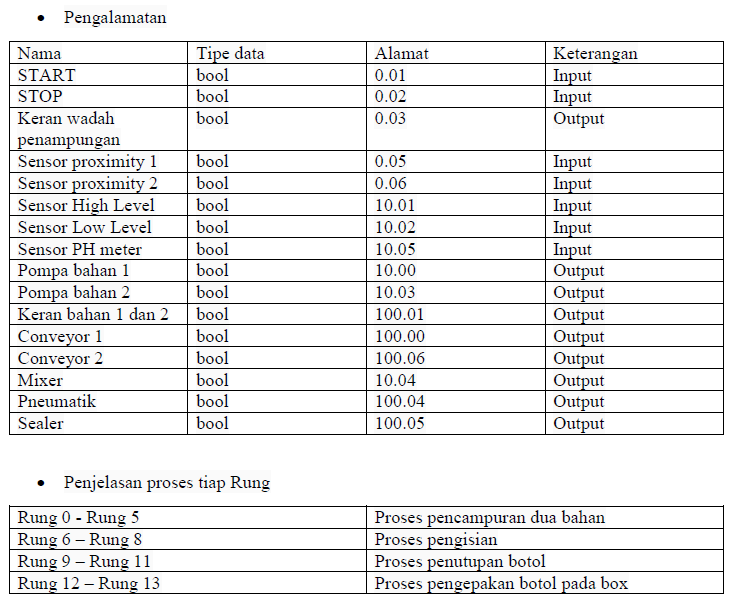 • Pengalamatan
Nama Tipe data Alamat Keterangan
START bool 0.01 Input
STOP bool 0.02 Input
Keran wadah bool 0.03 Output
penampungan
Sensor proximity 1 bool 0.05 Input
Sensor proximity 2 bool 0.06 Input
Sensor High Level bool 10.01 Input
Sensor Low Level bool 10.02 Input
Sensor PH meter bool 10.05 Input
Pompa bahan 1 bool 10.00 Output
Pompa bahan 2 bool 10.03 Output
Keran bahan 1 dan 2 bool 100.01 Output
Conveyor 1 bool 100.00 Output
Conveyor 2 bool 100.06 Output
Mixer bool 10.04 Output
Pneumatik bool 100.04 Output
Sealer bool 100.05 Output
• Penjelasan proses tiap Rung
Rung 0 - Rung 5 Proses pencampuran dua bahan
Rung 6 – Rung 8 Proses pengisian
Rung 9 – Rung 11 Proses penutupan botol
Rung 12 – Rung 13 Proses pengepakan botol pada box